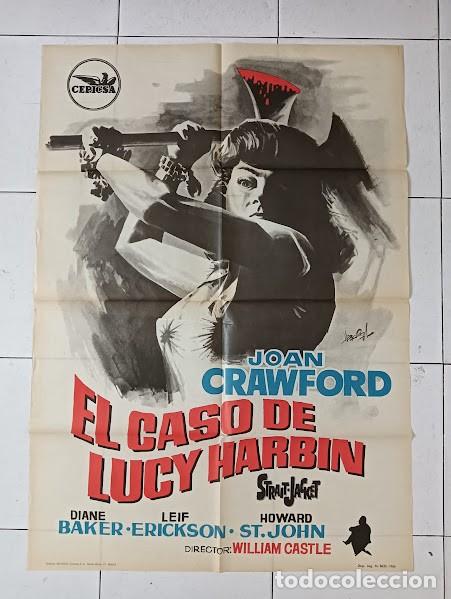 CEPICSA
JOAN
CRAWFORD
EL CASO DE
LUCY HARBIN
STRAIT-JACKET
DIANE LEIF HOWARD
BAKER · ERICKSON · ST. JOHN
DIRECTOR: WILLIAM CASTLE
todocoleccion